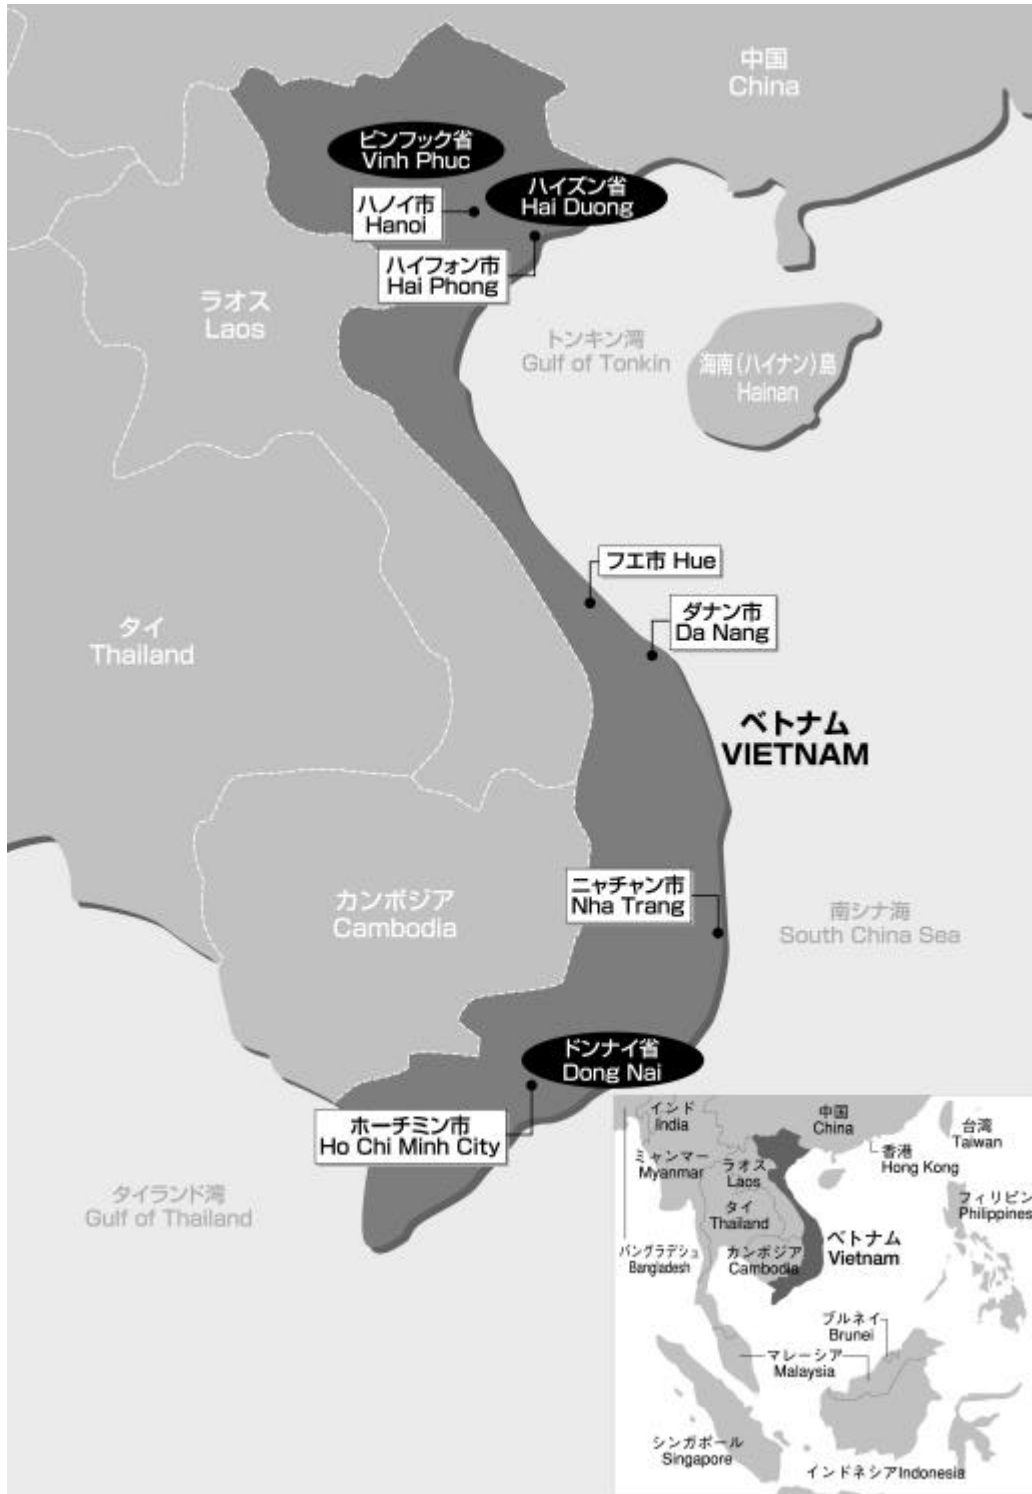 中国
China
ビンフック省
Vinh Phuc
ハイズン省
Hai Duong
ハノイ市
Hanoi
ハイフォン市
Hai Phong
ラオス
Laos
トンキン湾
Gulf of Tonkin
海南(ハイナン)島
Hainan
フエ市 Hue
ダナン市
Da Nang
タイ
Thailand
ベトナム
VIETNAM
ニャチャン市
Nha Trang
カンボジア
Cambodia
南シナ海
South China Sea
ドンナイ省
Dong Nai
ホーチミン市
Ho Chi Minh City
タイランド湾
Gulf of Thailand
インド
India
中国
China
台湾
Taiwan
香港
Hong Kong
ミャンマー
Myanmar
ラオス
Laos
タイ
Thailand
フィリピン
Philippines
バングラデシュ
Bangladesh
カンボジア
Cambodia
ベトナム
Vietnam
ブルネイ
Brunei
マレーシア
Malaysia
シンガポール
Singapore
インドネシアIndonesia